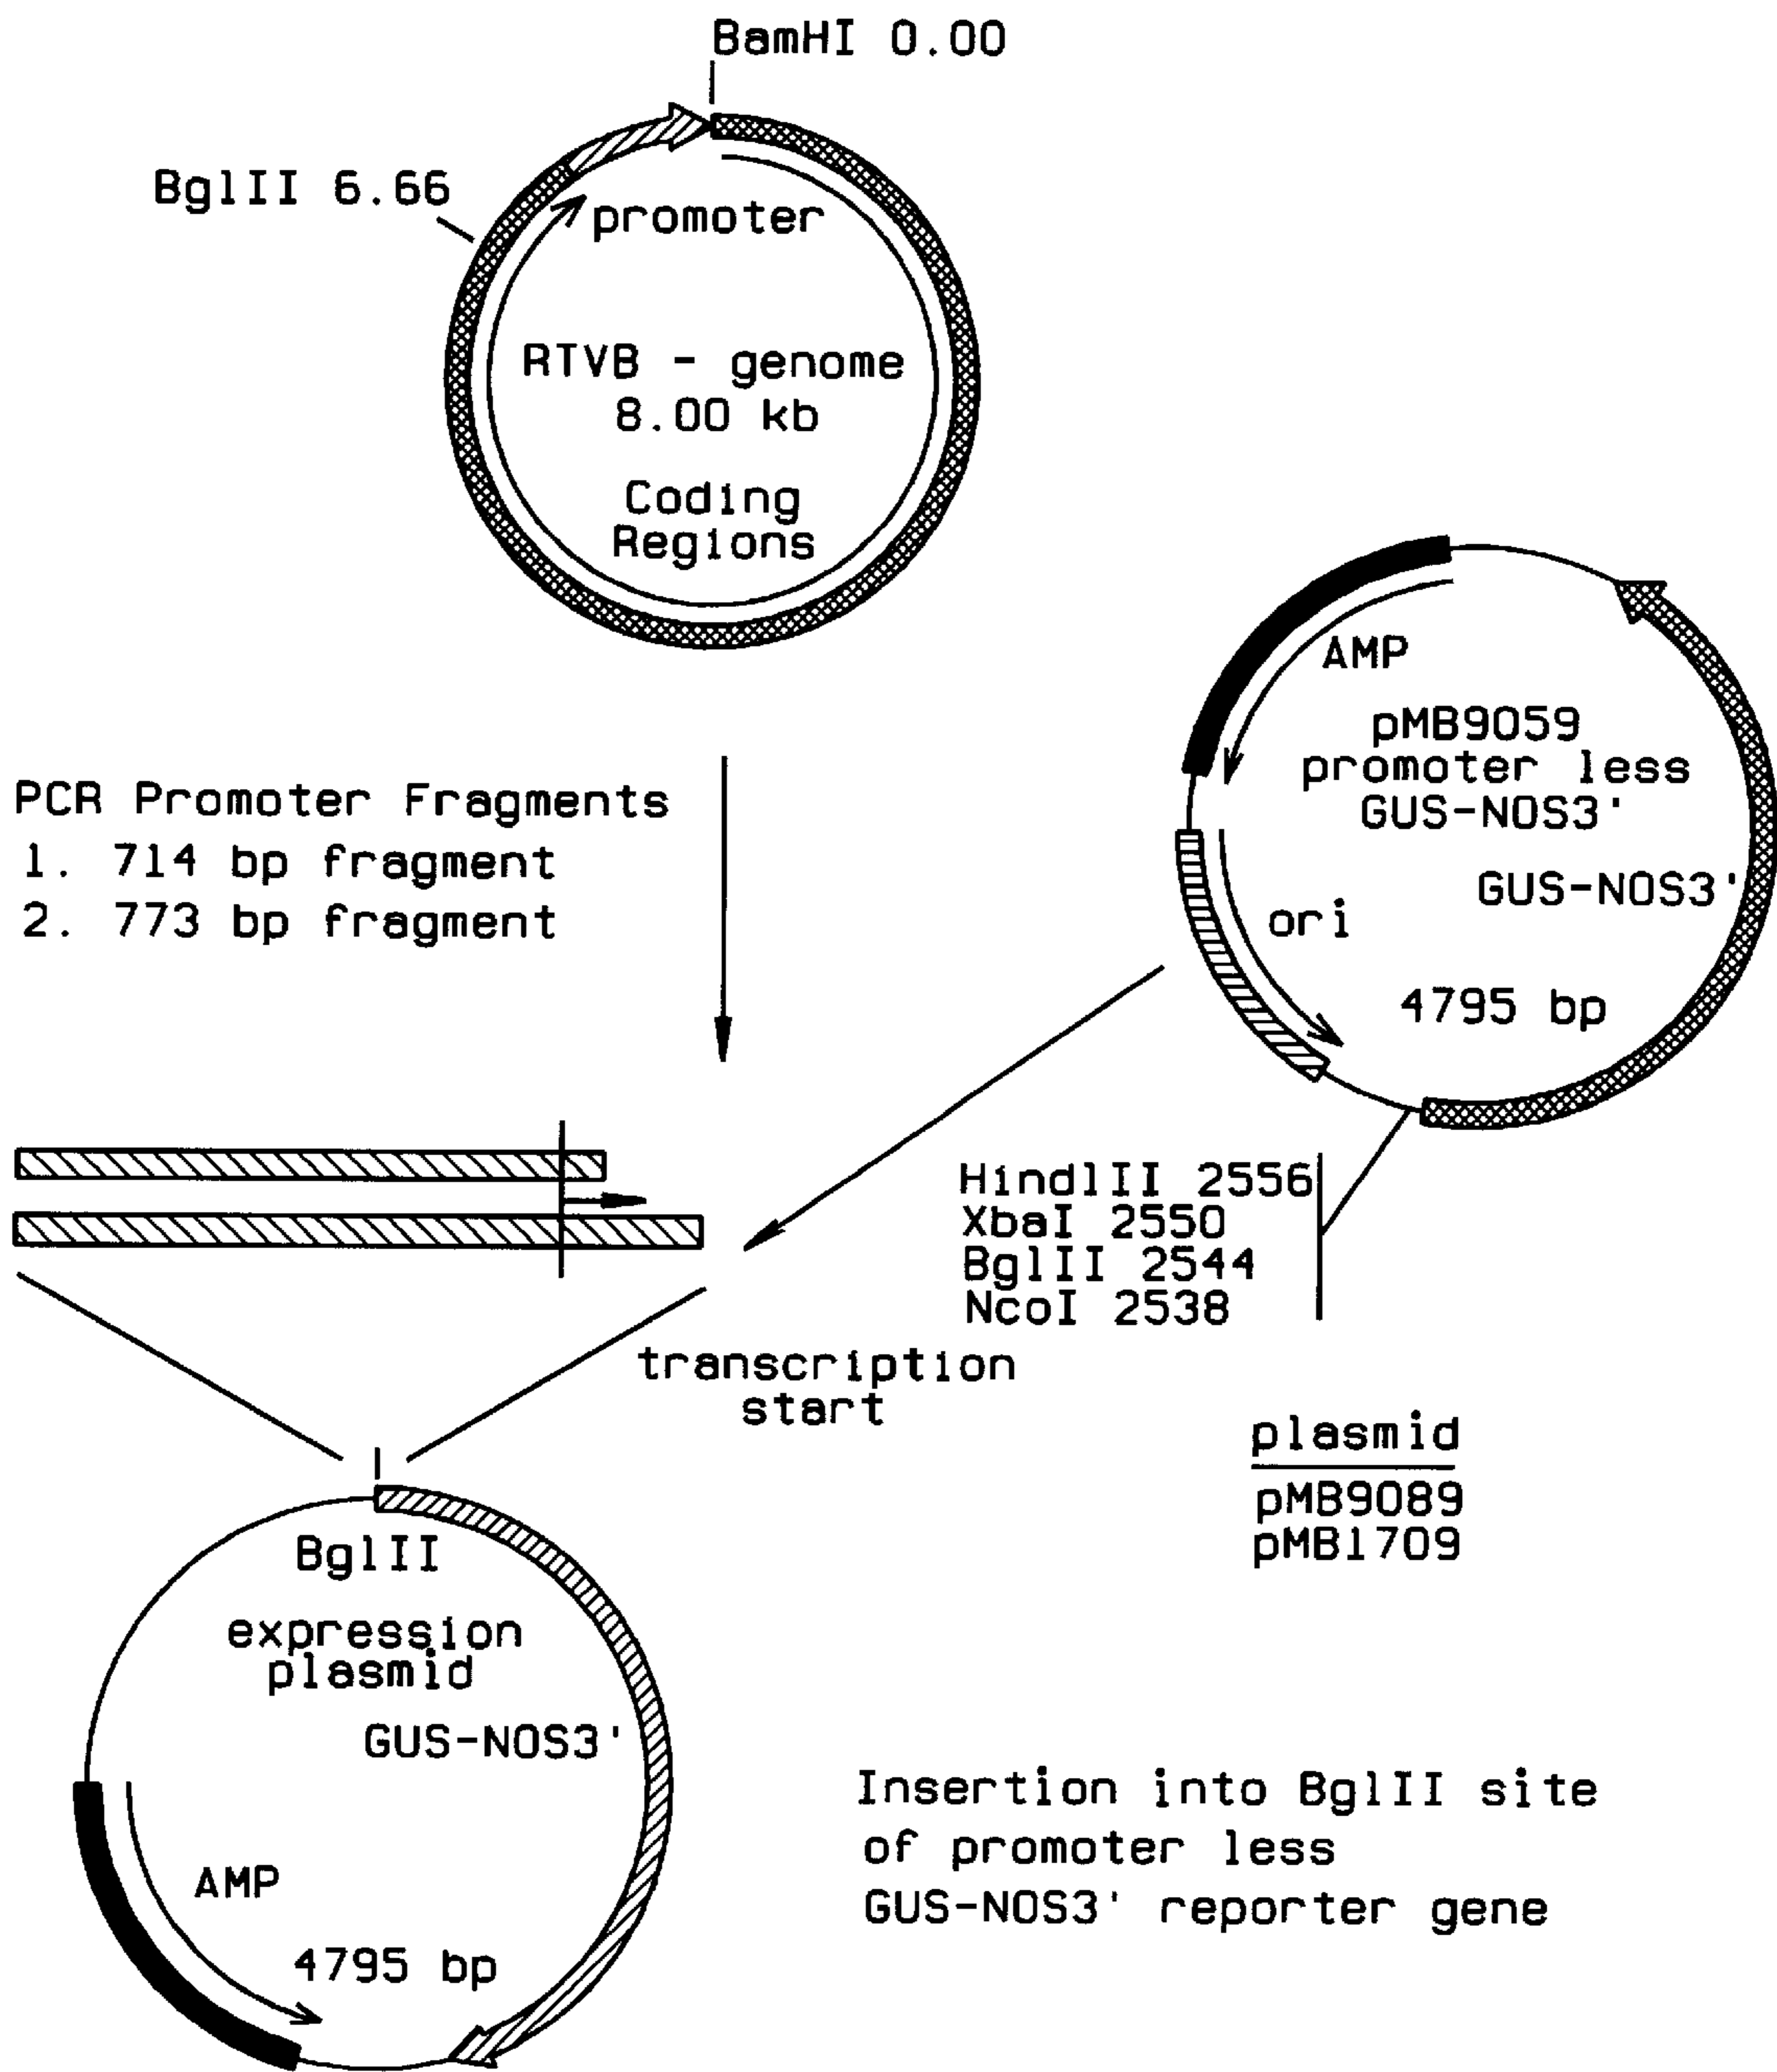 BamHI 0.00
BglII 6.66
promoter
RTVB - genome
8.00 kb
Coding
Regions
AMP
pMB9059
promoter less
GUS-NOS3'
GUS-NOS3'
ori
4795 bp
PCR Promoter Fragments
1. 714 bp fragment
2. 773 bp fragment
HindlII 2556
XbaI 2550
BglII 2544
NcoI 2538
transcription
start
plasmid
pMB9089
pMB1709
BglII
expression
plasmid
GUS-NOS3'
AMP
4795 bp
Insertion into BglII site
of promoter less
GUS-NOS3' reporter gene